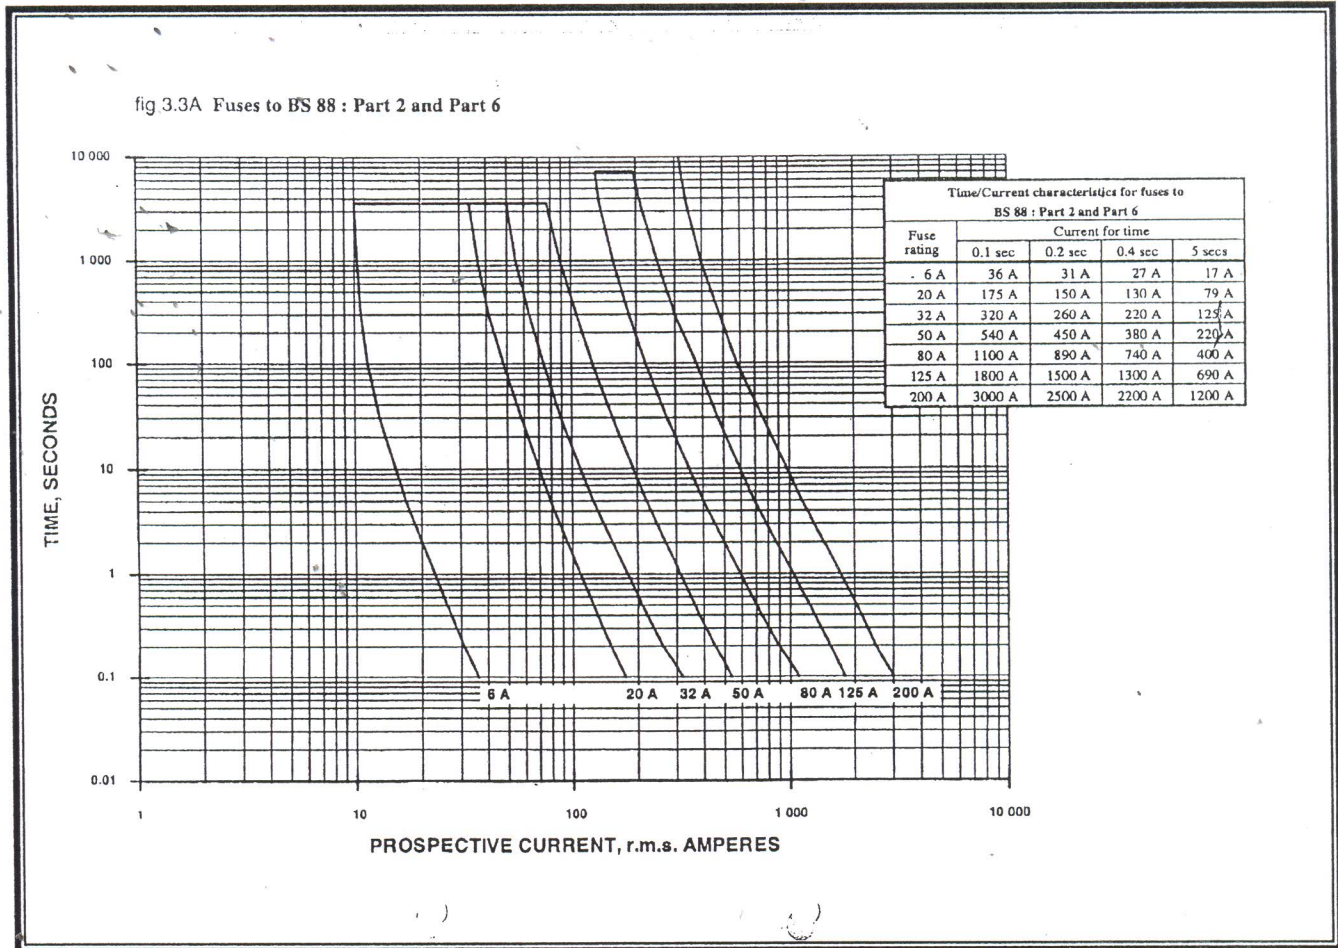 fig 3.3A Fuses to BS 88 : Part 2 and Part 6
10 000
1 000
100
10
1
0.1
0.01
TIME, SECONDS
Time/Current characteristics for fuses to
BS 88 : Part 2 and Part 6
Fuse rating Current for time
0.1 sec 0.2 sec 0.4 sec 5 secs
6 A 36 A 31 A 27 A 17 A
20 A 175 A 150 A 130 A 79 A
32 A 320 A 260 A 220 A 125 A
50 A 540 A 450 A 380 A 220 A
80 A 1100 A 890 A 740 A 400 A
125 A 1800 A 1500 A 1300 A 690 A
200 A 3000 A 2500 A 2200 A 1200 A
6 A 20 A 32 A 50 A 80 A 125 A 200 A
1 10 100 1 000 10 000
PROSPECTIVE CURRENT, r.m.s. AMPERES